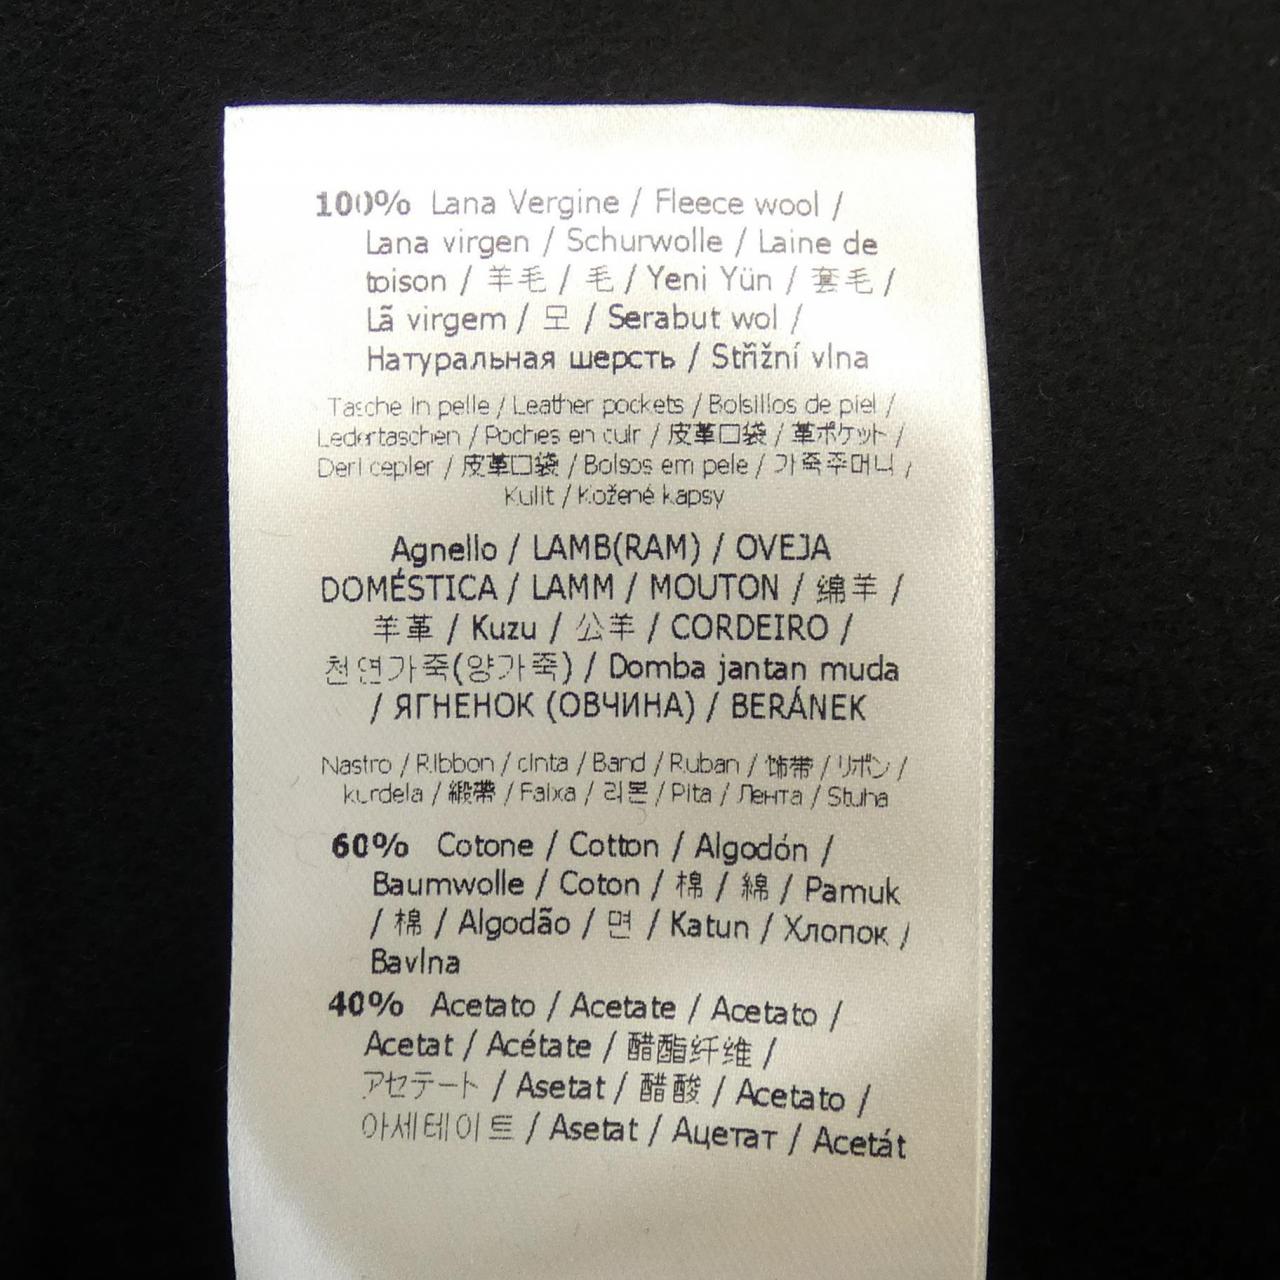 100% Lana Vergine / Fleece wool /
Lana virgen / Schurwolle / Laine de
toison / 羊毛 / 毛 / Yeni Yün / 套毛 /
Lã virgem / 모 / Serabut wol /
Натуральная шерсть / Střižní vlna
Tasche in pelle / Leather pockets / Bolsillos de piel /
Ledertaschen / Poches en cuir / 皮革口袋 / 革ポケット /
Deri cepler / 皮革口袋 / Bolsos em pele / 가죽주머니 /
Kulit / Kožené kapsy
Agnello / LAMB(RAM) / OVEJA
DOMÉSTICA / LAMM / MOUTON / 绵羊 /
羊革 / Kuzu / 公羊 / CORDEIRO /
천연가죽(양가죽) / Domba jantan muda
/ ЯГНЕНОК (ОВЧИНА) / BERÁNEK
Nastro / Ribbon / cinta / Band / Ruban / 饰带 / リボン /
kurdela / 緞帶 / Faixa / 리본 / Pita / Лента / Stuha
60% Cotone / Cotton / Algodón /
Baumwolle / Coton / 棉 / 綿 / Pamuk
/ 棉 / Algodão / 면 / Katun / Хлопок /
Bavlna
40% Acetato / Acetate / Acetato /
Acetat / Acétate / 醋酯纤维 /
アセテート / Asetat / 醋酸 / Acetato /
아세테이트 / Asetat / Ацетат / Acetát